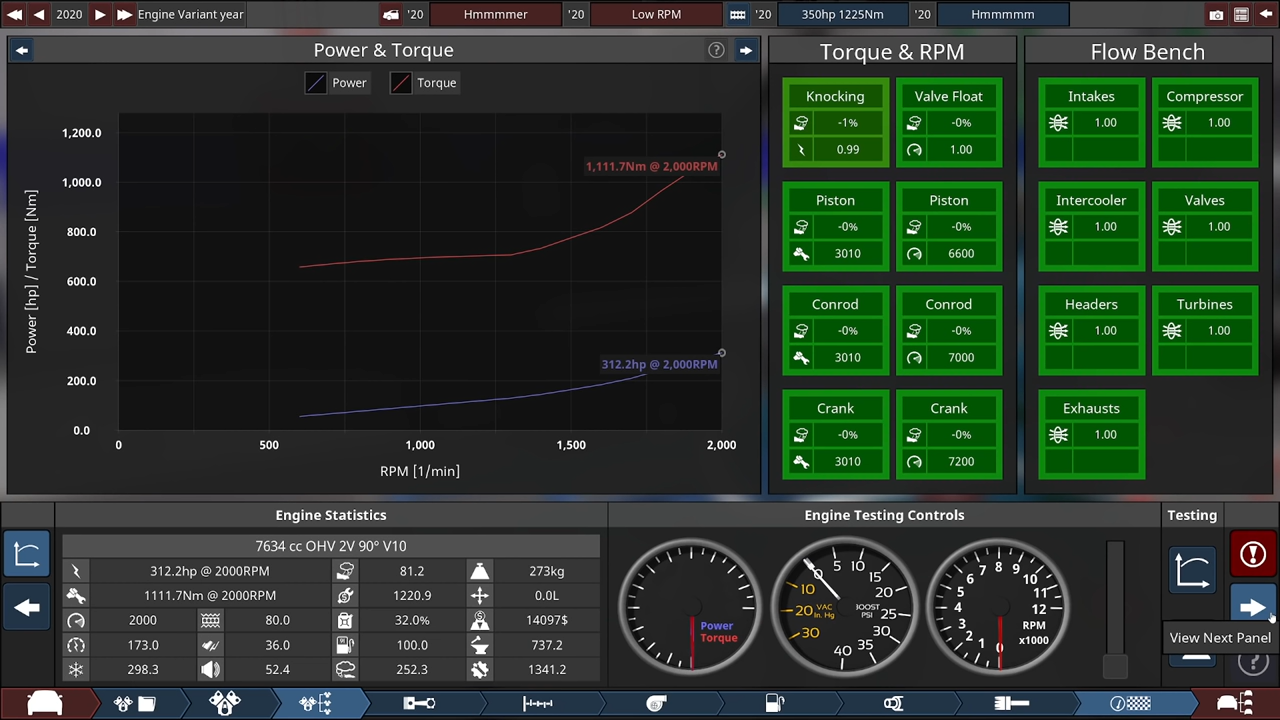 2020 Engine Variant year '20 Hmmmmer '20 Low RPM '20 350hp 1225Nm '20 Hmmmmm
Power & Torque ?
Power Torque
1,200.0
1,000.0
800.0
600.0
400.0
200.0
0.0
Power [hp] / Torque [Nm]
1,111.7Nm @ 2,000RPM
312.2hp @ 2,000RPM
0 500 1,000 1,500 2,000
RPM [1/min]
Torque & RPM
Knocking Valve Float
-1% -0%
0.99 1.00
Piston Piston
-0% -0%
3010 6600
Conrod Conrod
-0% -0%
3010 7000
Crank Crank
-0% -0%
3010 7200
Flow Bench
Intakes Compressor
1.00 1.00
Intercooler Valves
1.00 1.00
Headers Turbines
1.00 1.00
Exhausts
1.00
Engine Statistics
7634 cc OHV 2V 90° V10
312.2hp @ 2000RPM 81.2 273kg
1111.7Nm @ 2000RPM 1220.9 0.0L
2000 80.0 32.0% 14097$
173.0 36.0 100.0 737.2
298.3 52.4 252.3 1341.2
Engine Testing Controls
Power
Torque
30 20 10 0 5 10 15 20 25 30 35 40
VAC
In. Hg
BOOST
PSI
0 1 2 3 4 5 6 7 8 9 10 11 12
RPM
x1000
Testing
View Next Panel
?